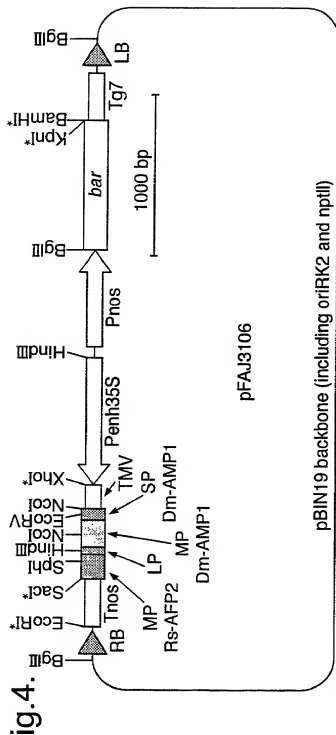 ig.4.
BglII
RB
EcoRI*
Tnos
SacI*
MP
Rs-AFP2
SphI
HindIII
LP
NcoI
MP
Dm-AMP1
EcoRV
NcoI
SP
Dm-AMP1
TMV
XhoI*
Penh35S
HindIII
Pnos
BglII
bar
KpnI*
BamHI*
Tg7
LB
BglII
1000 bp
pFAJ3106
pBIN19 backbone (including oriRK2 and nptII)